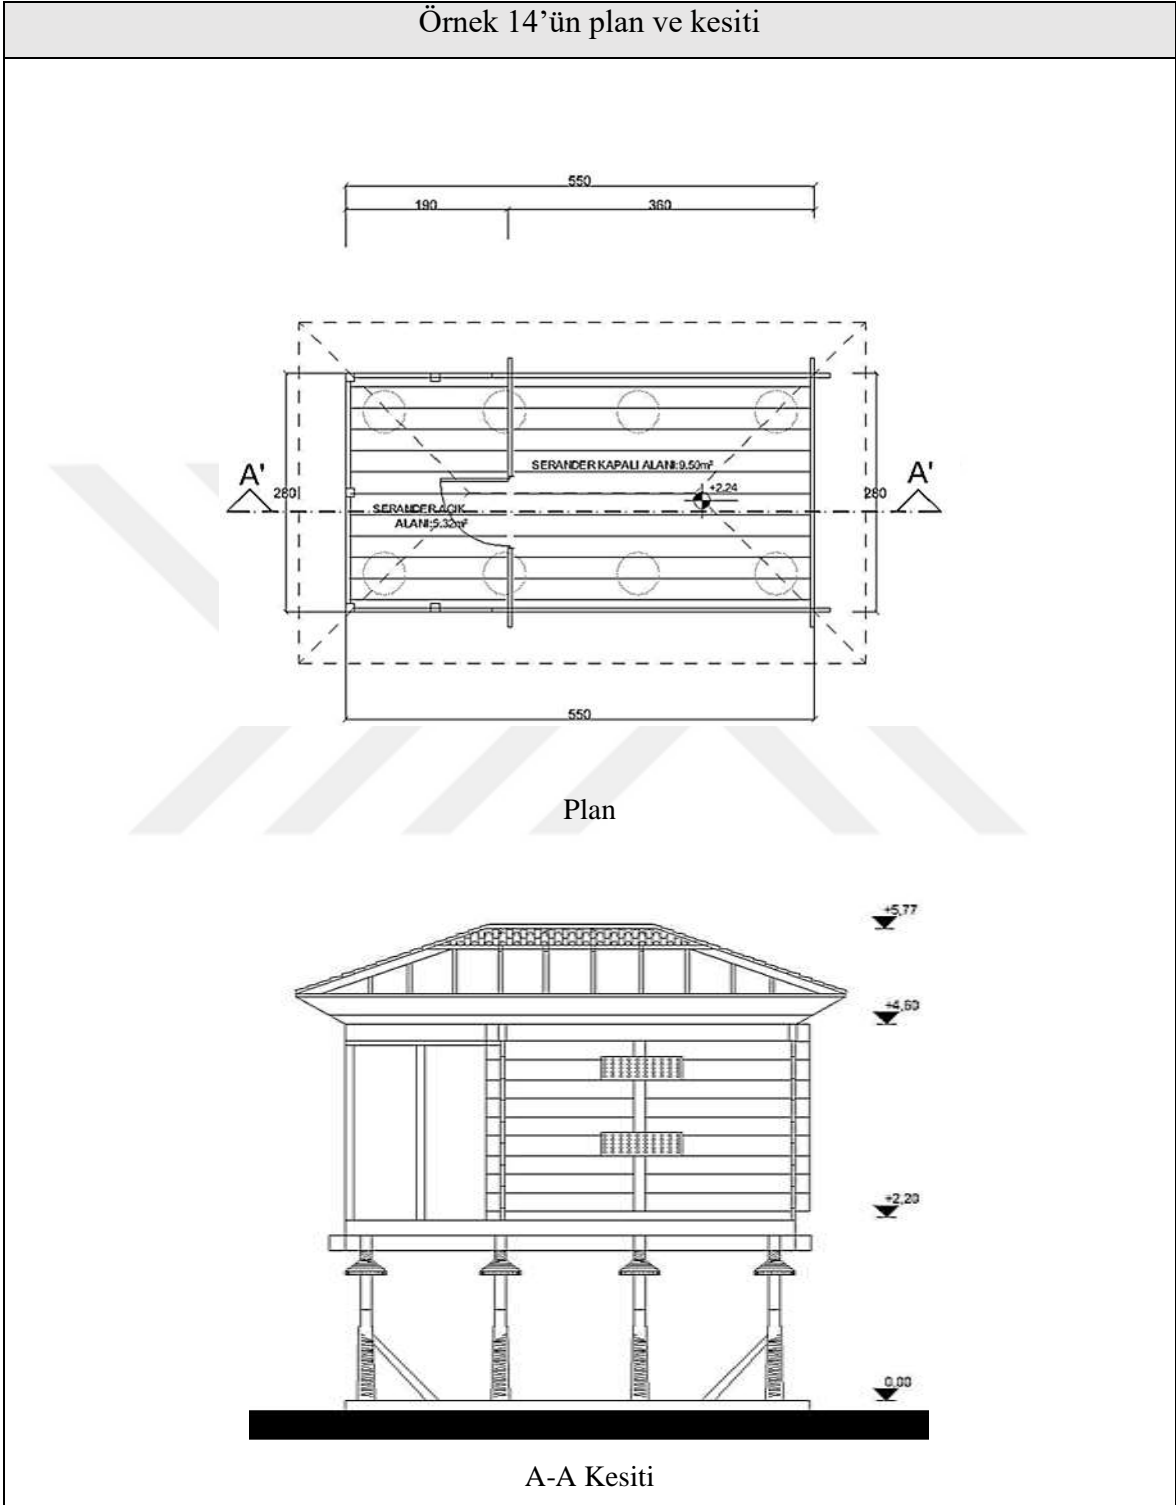 Örnek 14’ün plan ve kesiti
550
190
360
A'
A'
280
280
SERANDER KAPALI ALANI:9.50m²
+2.24
SERANDER AÇIK
ALANI:5.32m²
550
Plan
+5,77
+4,60
+2,20
0,00
A-A Kesiti